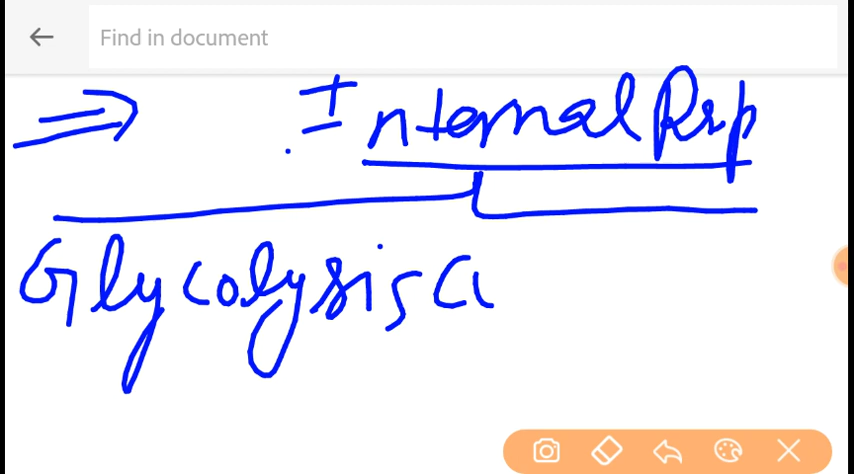 Find in document
⇒ Internal Resp
Glycolysis a